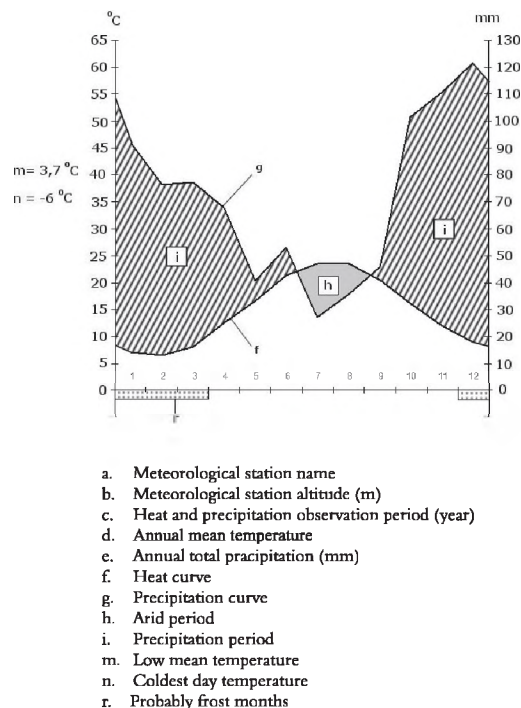 °C
mm
65
130
60
120
55
110
50
100
m= 3,7 °C
45
90
n = -6 °C
40
80
g
35
70
30
60
i
i
25
50
20
40
h
15
30
10
20
f
5
10
1 2 3 4 5 6 7 8 9 10 11 12
0
0
r
a. Meteorological station name
b. Meteorological station altitude (m)
c. Heat and precipitation observation period (year)
d. Annual mean temperature
e. Annual total pracipitation (mm)
f. Heat curve
g. Precipitation curve
h. Arid period
i. Precipitation period
m. Low mean temperature
n. Coldest day temperature
r. Probably frost months